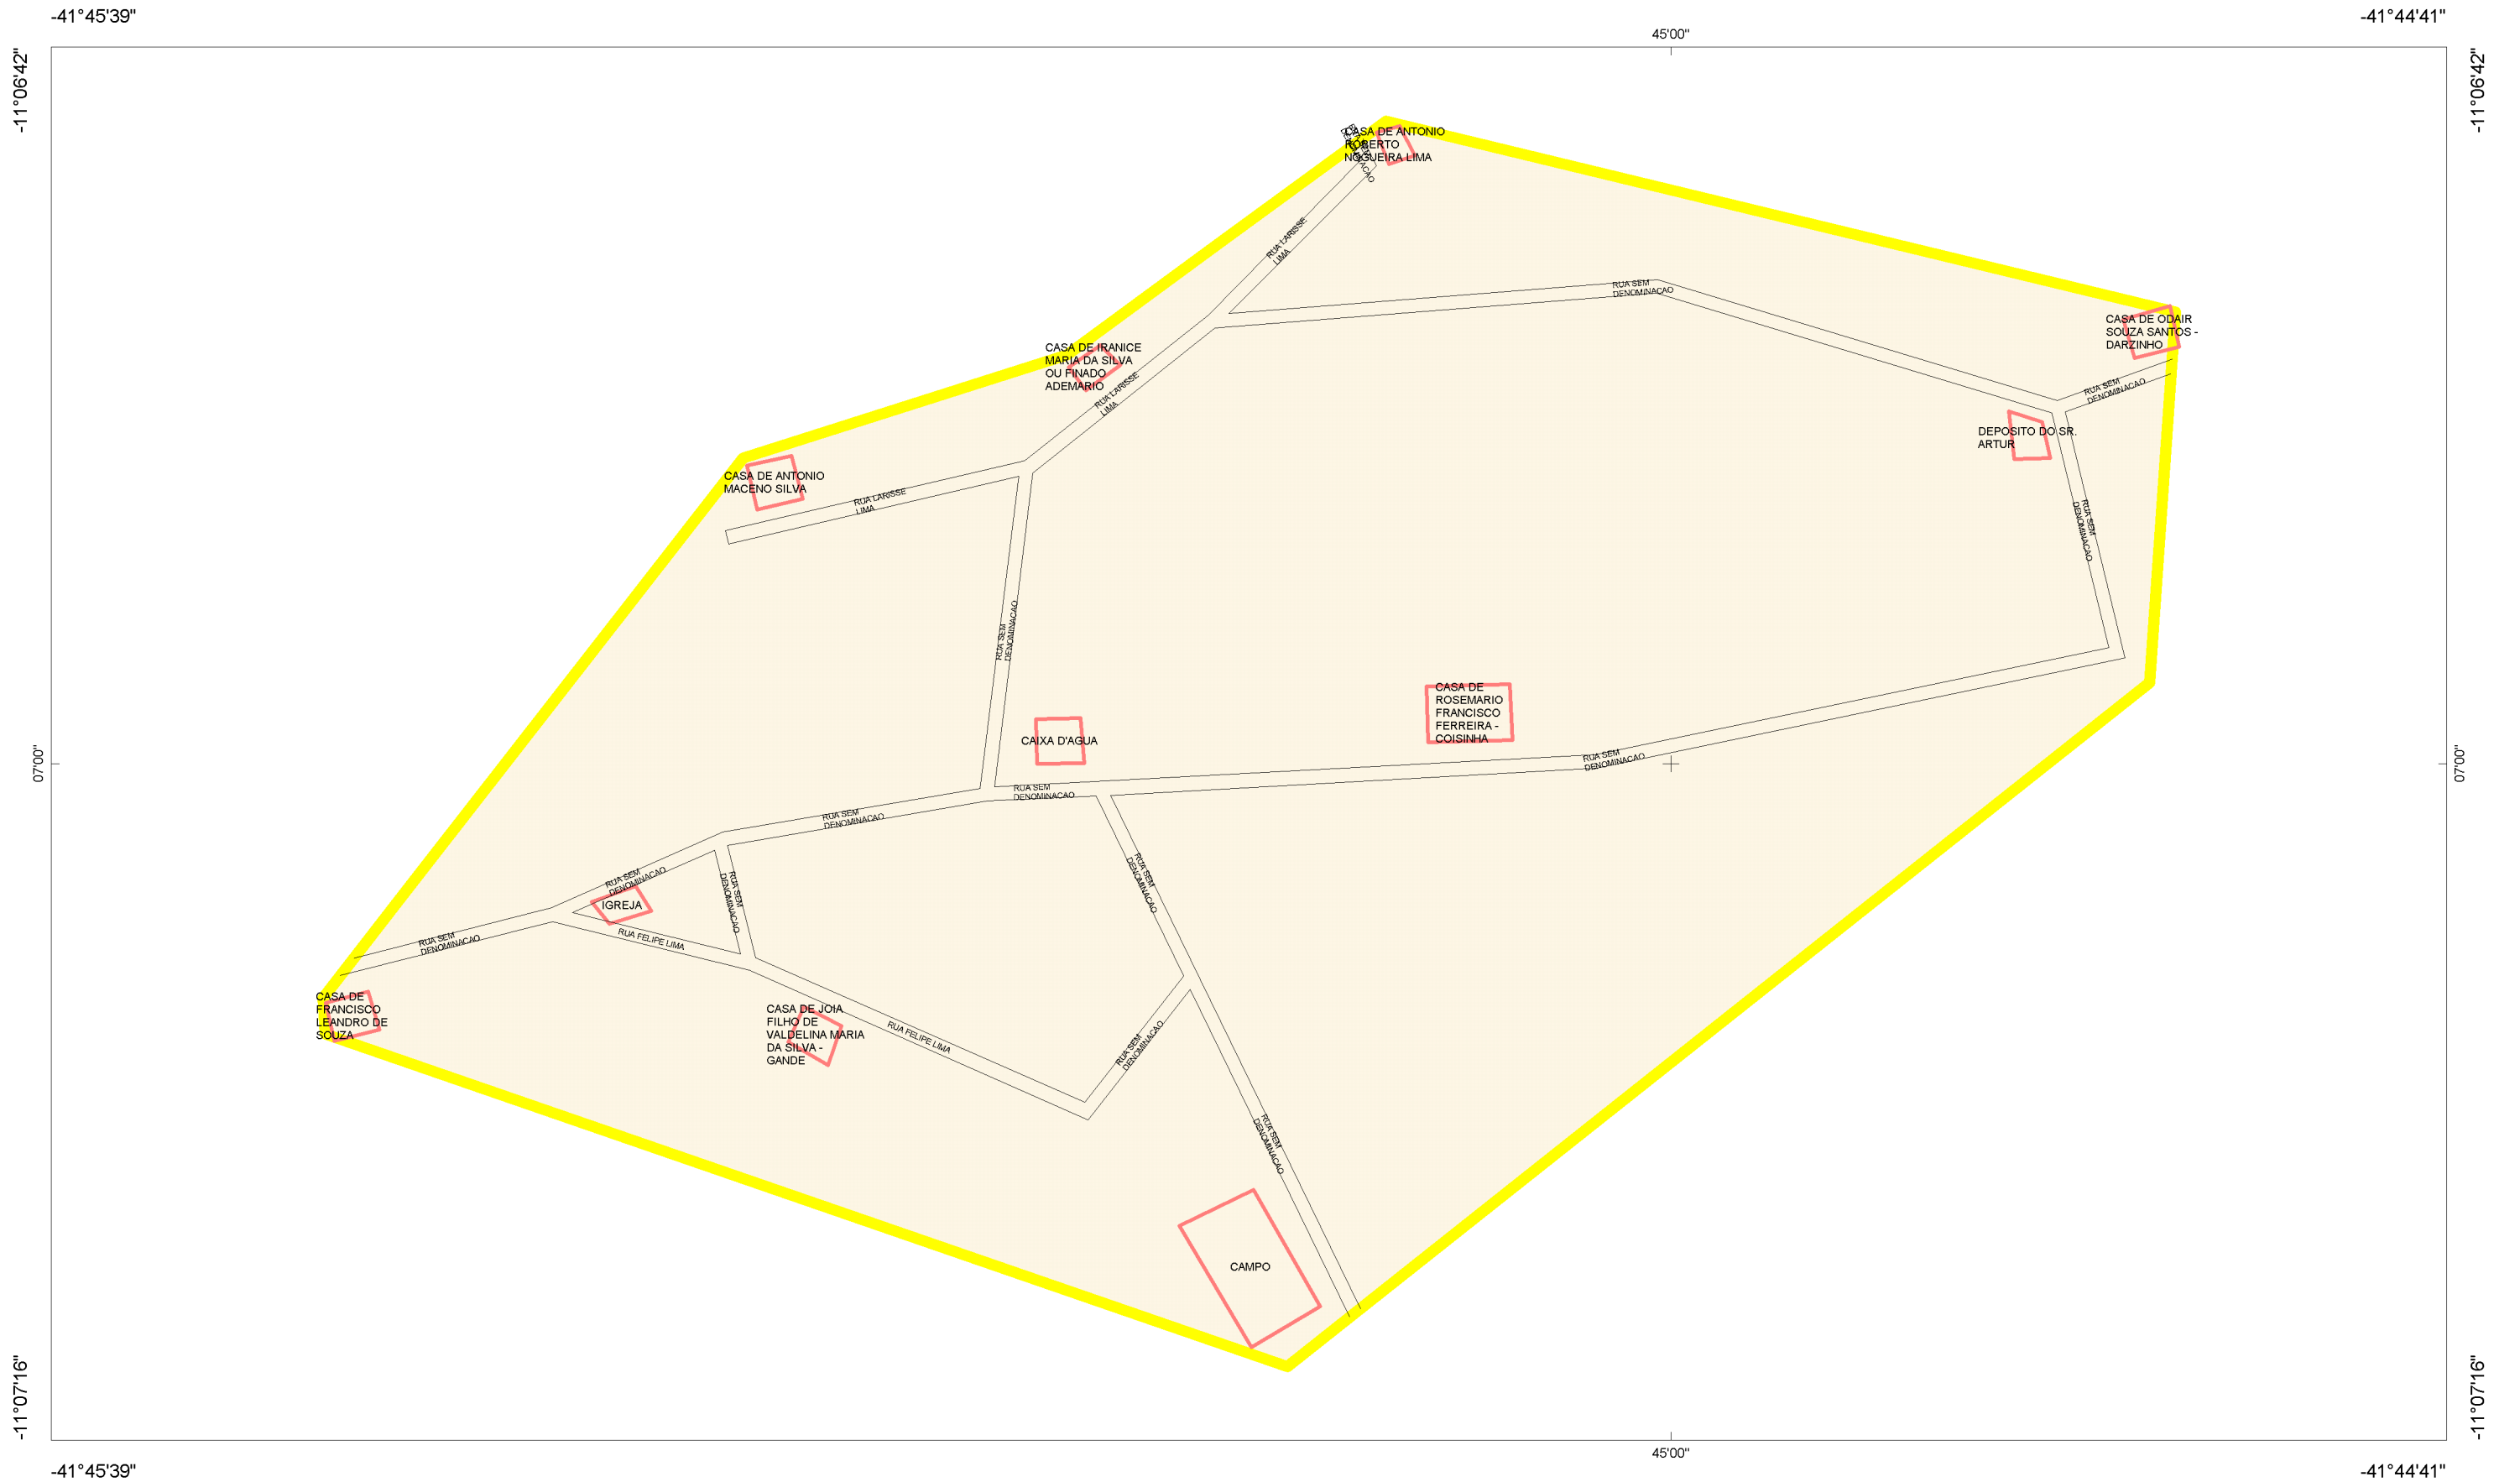 -41°45'39"
-41°44'41"
45'00"
-11°06'42"
-11°06'42"
CASA DE ANTONIO
ROBERTO
NOGUEIRA LIMA
RUA SEM
DENOMINACAO
RUA LARISSE
LIMA
RUA SEM
DENOMINACAO
CASA DE ODAIR
SOUZA SANTOS -
DARZINHO
CASA DE IRANICE
MARIA DA SILVA
OU FINADO
ADEMARIO
RUA LARISSE
LIMA
RUA SEM
DENOMINACAO
DEPOSITO DO SR.
ARTUR
CASA DE ANTONIO
MACENO SILVA
RUA LARISSE
LIMA
RUA SEM
DENOMINACAO
RUA SEM
DENOMINACAO
CASA DE
ROSEMARIO
FRANCISCO
FERREIRA -
COISINHA
CAIXA D'AGUA
07'00"
07'00"
RUA SEM
DENOMINACAO
RUA SEM
DENOMINACAO
RUA SEM
DENOMINACAO
RUA SEM
DENOMINACAO
RUA SEM
DENOMINACAO
RUA SEM
DENOMINACAO
IGREJA
RUA FELIPE LIMA
RUA SEM
DENOMINACAO
CASA DE
FRANCISCO
LEANDRO DE
SOUZA
CASA DE JOIA
FILHO DE
VALDELINA MARIA
DA SILVA -
GANDE
RUA FELIPE LIMA
RUA SEM
DENOMINACAO
RUA SEM
DENOMINACAO
CAMPO
-11°07'16"
-11°07'16"
45'00"
-41°45'39"
-41°44'41"